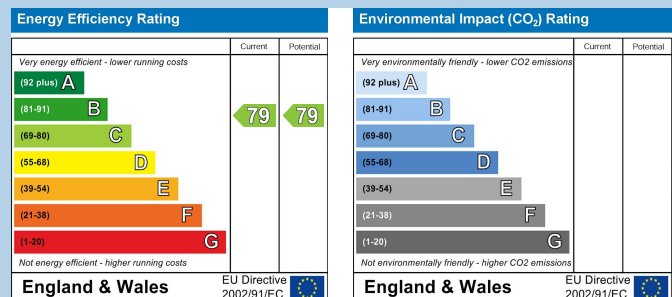 Energy Efficiency Rating
Current Potential
Very energy efficient - lower running costs
(92 plus) A
(81-91) B
79 79
(69-80) C
(55-68) D
(39-54) E
(21-38) F
(1-20) G
Not energy efficient - higher running costs
England & Wales
EU Directive
2002/91/EC
Environmental Impact (CO₂) Rating
Current Potential
Very environmentally friendly - lower CO2 emissions
(92 plus) A
(81-91) B
(69-80) C
(55-68) D
(39-54) E
(21-38) F
(1-20) G
Not environmentally friendly - higher CO2 emissions
England & Wales
EU Directive
2002/91/EC